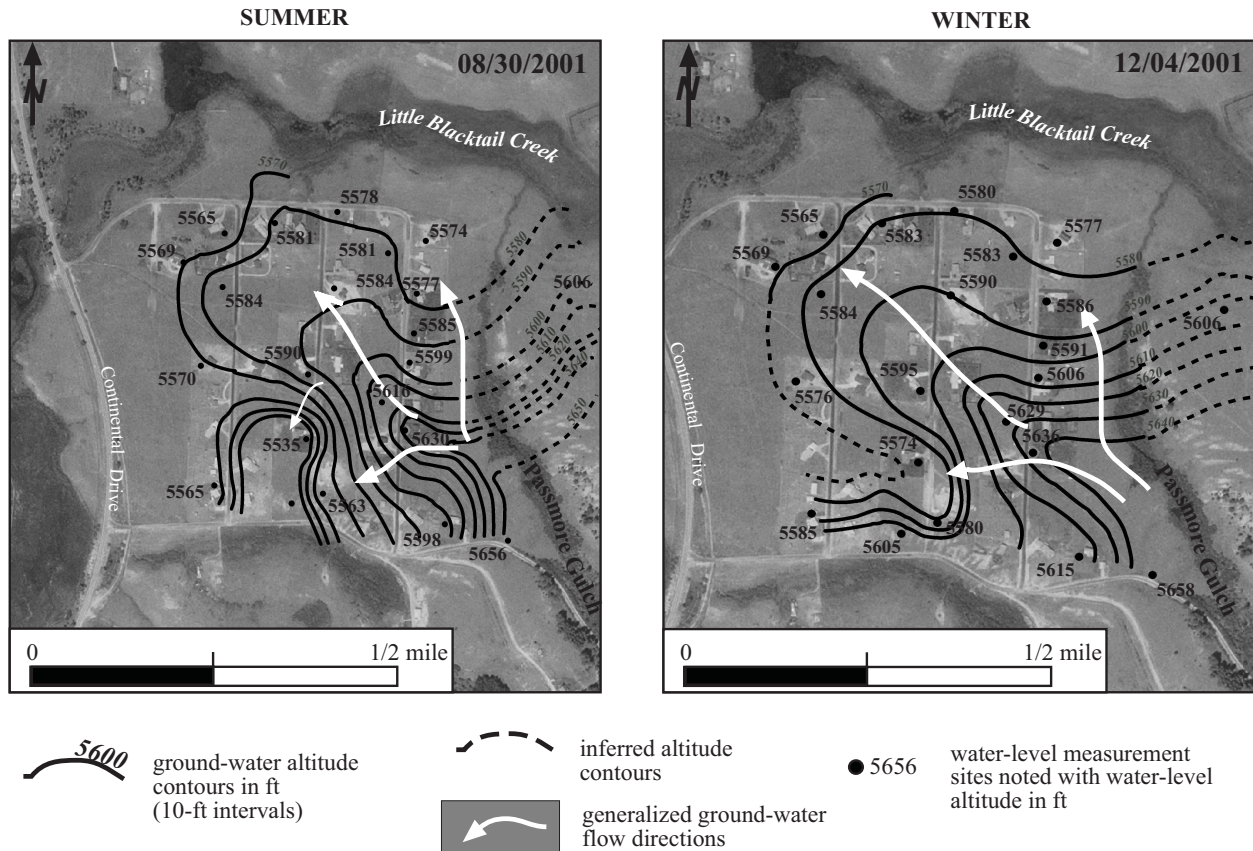 SUMMER
08/30/2001
N
Little Blacktail Creek
5570
5578
5565
5581
5574
5569
5581
5580
5590
5584
5584
5577
5606
5585
5600
5610
5620
5599
5640
5590
5570
5616
5650
5630
5535
Continental Drive
5565
5563
Passmore Gulch
5598
5656
0
1/2 mile
WINTER
12/04/2001
N
Little Blacktail Creek
5570
5580
5565
5583
5577
5569
5583
5580
5590
5584
5586
5590
5606
5600
5591
5610
5595
5606
5620
5576
5630
5629
5640
5636
5574
Continental Drive
Passmore Gulch
5585
5580
5605
5615
5658
0
1/2 mile
5600
ground-water altitude
contours in ft
(10-ft intervals)
inferred altitude
contours
generalized ground-water
flow directions
5656
water-level measurement
sites noted with water-level
altitude in ft